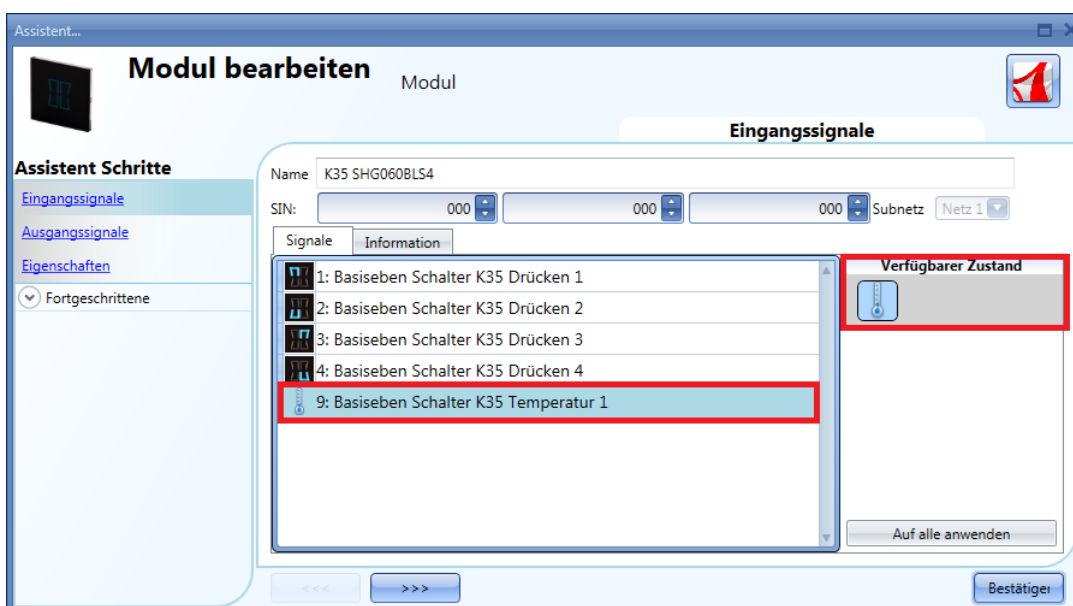 Assistent...
Modul bearbeiten
Modul
Eingangssignale
Assistent Schritte
Eingangssignale
Ausgangssignale
Eigenschaften
Fortgeschrittene
Name K35 SHG060BLS4
SIN: 000 000 000 Subnetz Netz 1
Signale Information
1: Basiseben Schalter K35 Drücken 1
2: Basiseben Schalter K35 Drücken 2
3: Basiseben Schalter K35 Drücken 3
4: Basiseben Schalter K35 Drücken 4
9: Basiseben Schalter K35 Temperatur 1
Verfügbarer Zustand
Auf alle anwenden
<<< >>>
Bestätiger